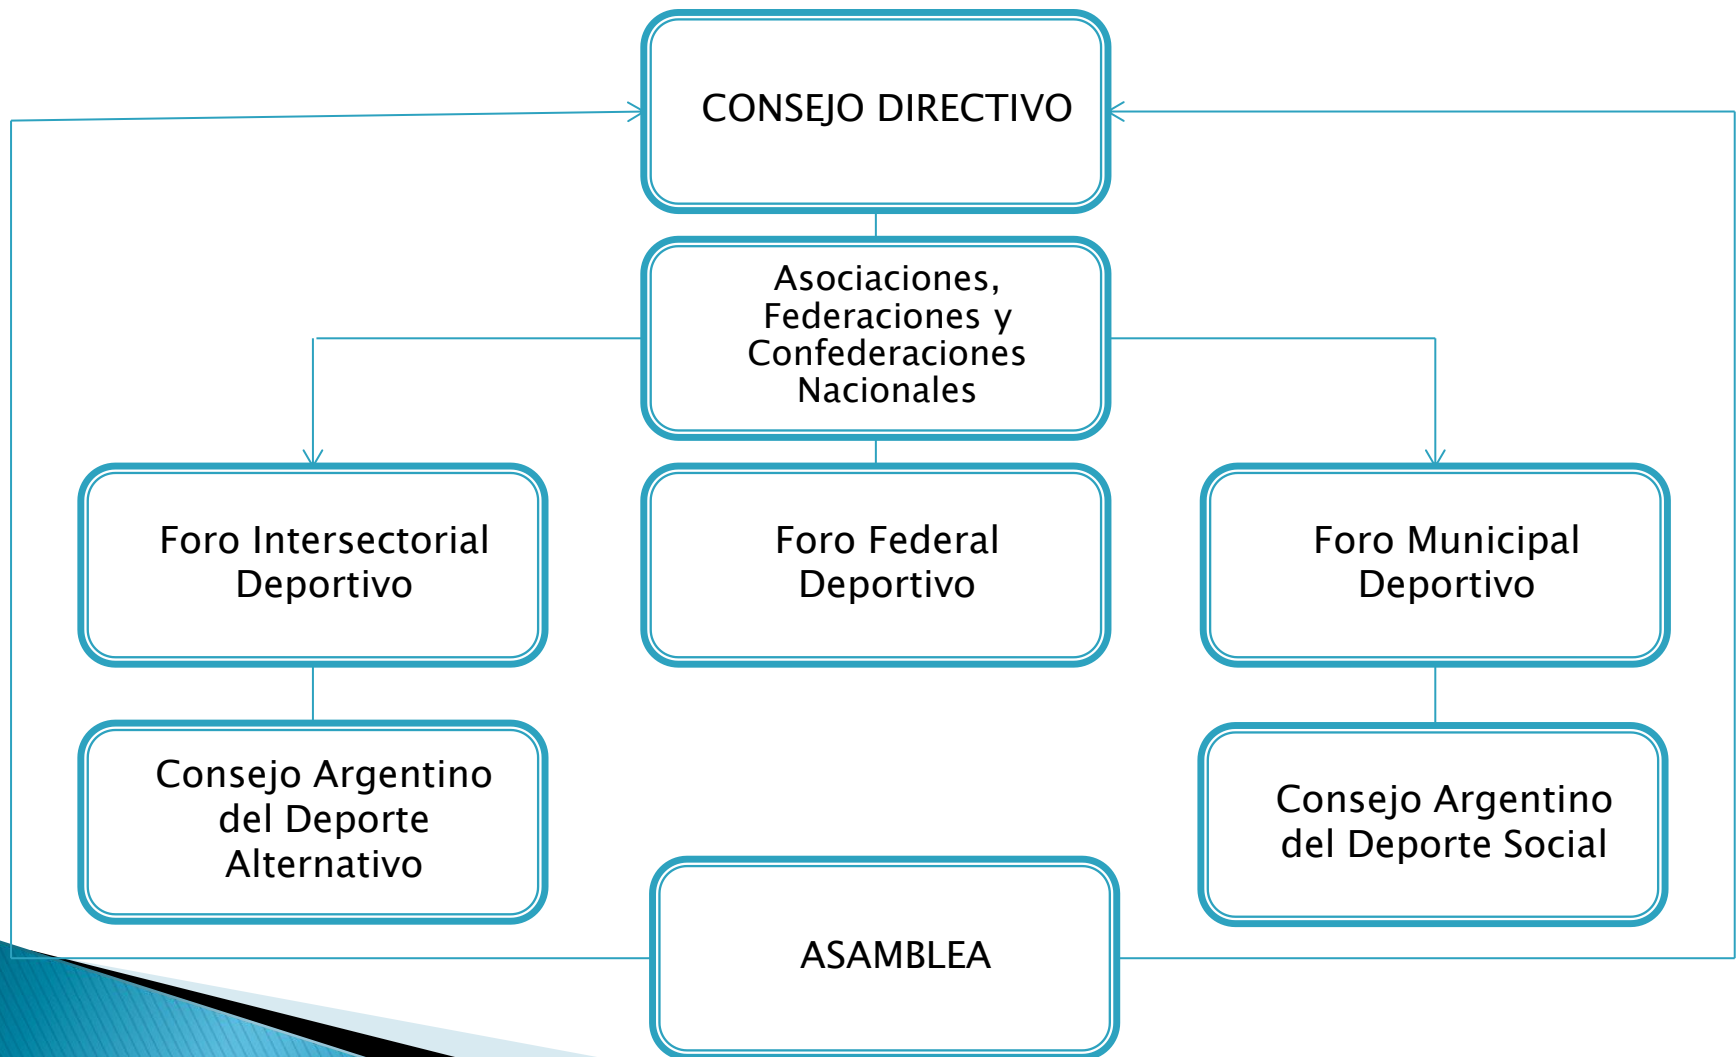 CONSEJO DIRECTIVO
Asociaciones,
Federaciones y
Confederaciones
Nacionales
Foro Intersectorial
Deportivo
Foro Federal
Deportivo
Foro Municipal
Deportivo
Consejo Argentino
del Deporte
Alternativo
Consejo Argentino
del Deporte Social
ASAMBLEA